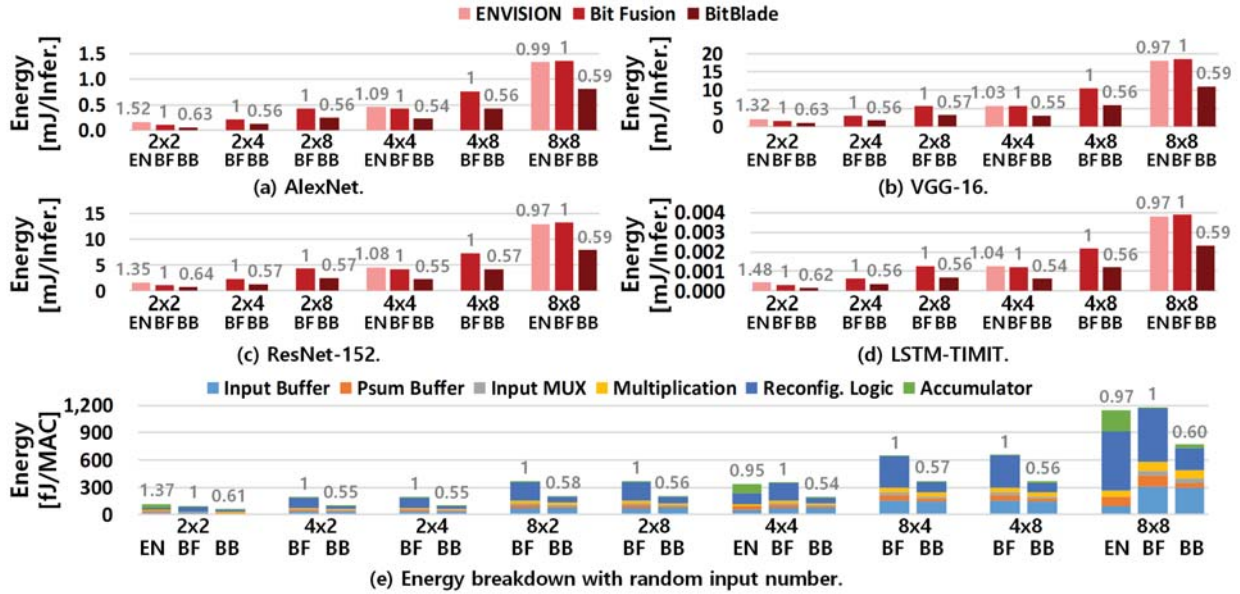 ENVISION Bit Fusion BitBlade
Energy [mJ/Infer.]
1.5
1.0
0.5
0.0
1.52 1 0.63 1 0.56 1 0.56 1.09 1 0.54 1 0.56 0.99 1 0.59
2x2 2x4 2x8 4x4 4x8 8x8
EN BF BB BF BB BF BB EN BF BB BF BB EN BF BB
(a) AlexNet.
Energy [mJ/Infer.]
20
15
10
5
0
1.32 1 0.63 1 0.56 1 0.57 1.03 1 0.55 1 0.56 0.97 1 0.59
2x2 2x4 2x8 4x4 4x8 8x8
EN BF BB BF BB BF BB EN BF BB BF BB EN BF BB
(b) VGG-16.
Energy [mJ/Infer.]
15
10
5
0
1.35 1 0.64 1 0.57 1 0.57 1.08 1 0.55 1 0.57 0.97 1 0.59
2x2 2x4 2x8 4x4 4x8 8x8
EN BF BB BF BB BF BB EN BF BB BF BB EN BF BB
(c) ResNet-152.
Energy [mJ/Infer.]
0.004
0.003
0.002
0.001
0.000
1.48 1 0.62 1 0.56 1 0.56 1.04 1 0.54 1 0.56 0.97 1 0.59
2x2 2x4 2x8 4x4 4x8 8x8
EN BF BB BF BB BF BB EN BF BB BF BB EN BF BB
(d) LSTM-TIMIT.
Input Buffer Psum Buffer Input MUX Multiplication Reconfig. Logic Accumulator
Energy [fJ/MAC]
1,200
900
600
300
0
1.37 1 0.61 1 0.55 1 0.55 1 0.58 1 0.56 0.95 1 0.54 1 0.57 1 0.56 0.97 1 0.60
2x2 4x2 2x4 8x2 2x8 4x4 8x4 4x8 8x8
EN BF BB BF BB BF BB BF BB BF BB EN BF BB BF BB BF BB EN BF BB
(e) Energy breakdown with random input number.